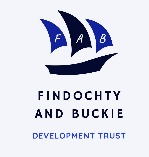 F A B
FINDOCHTY
AND BUCKIE
DEVELOPMENT TRUST